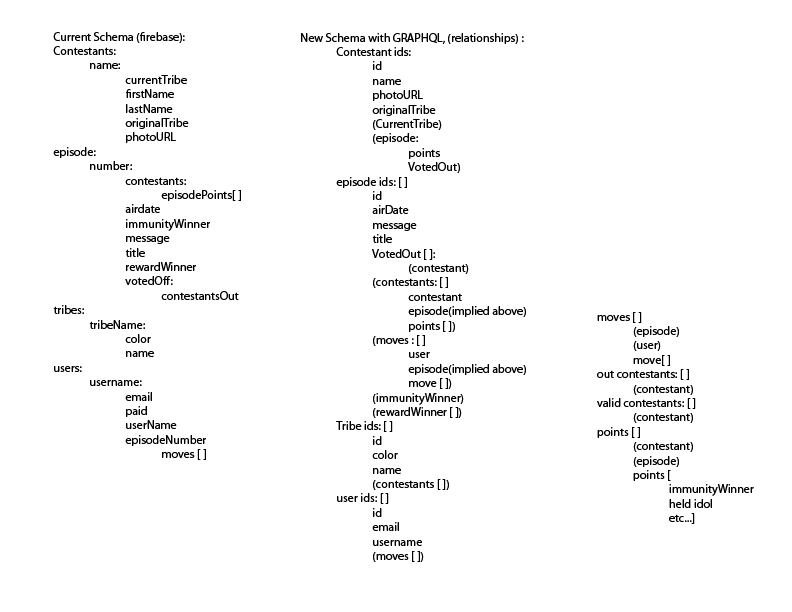 Current Schema (firebase):
Contestants:
name:
currentTribe
firstName
lastName
originalTribe
photoURL
episode:
number:
contestants:
episodePoints[ ]
airdate
immunityWinner
message
title
rewardWinner
votedOff:
contestantsOut
tribes:
tribeName:
color
name
users:
username:
email
paid
userName
episodeNumber
moves [ ]
New Schema with GRAPHQL, (relationships) :
Contestant ids:
id
name
photoURL
originalTribe
(CurrentTribe)
(episode:
points
VotedOut)
episode ids: [ ]
id
airDate
message
title
VotedOut [ ]:
(contestant)
(contestants: [ ]
contestant
episode(implied above)
points [ ])
(moves : [ ]
user
episode(implied above)
move [ ])
(immunityWinner)
(rewardWinner [ ])
Tribe ids: [ ]
id
color
name
(contestants [ ])
user ids: [ ]
id
email
username
(moves [ ])
moves [ ]
(episode)
(user)
move[ ]
out contestants: [ ]
(contestant)
valid contestants: [ ]
(contestant)
points [ ]
(contestant)
(episode)
points [
immunityWinner
held idol
etc...]